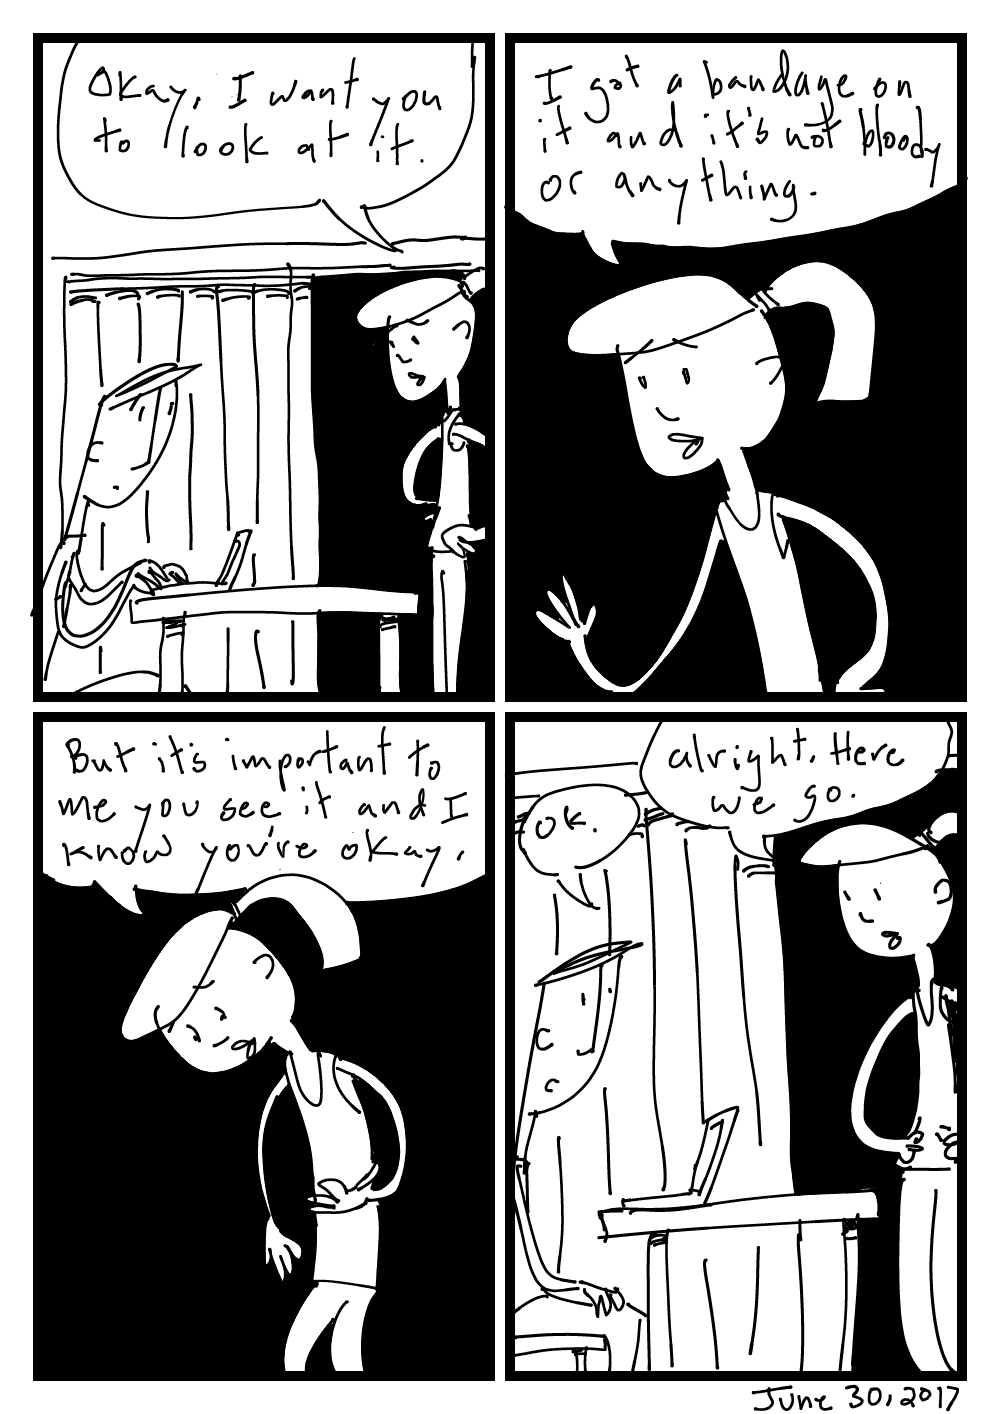 Okay, I want you
to look at it.
I got a bandage on
it and it's not bloody
or anything.
But it's important to
me you see it and I
know you're okay.
alright. Here
we go.
OK.
June 30, 2017